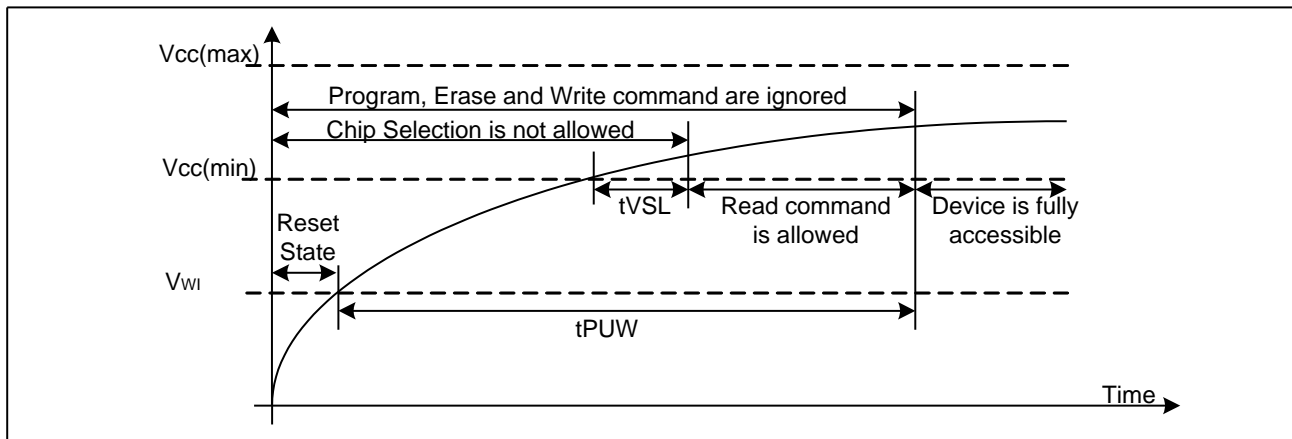 Vcc(max)
Program, Erase and Write command are ignored
Chip Selection is not allowed
Vcc(min)
tVSL
Read command
is allowed
Device is fully
accessible
Reset
State
VWI
tPUW
Time